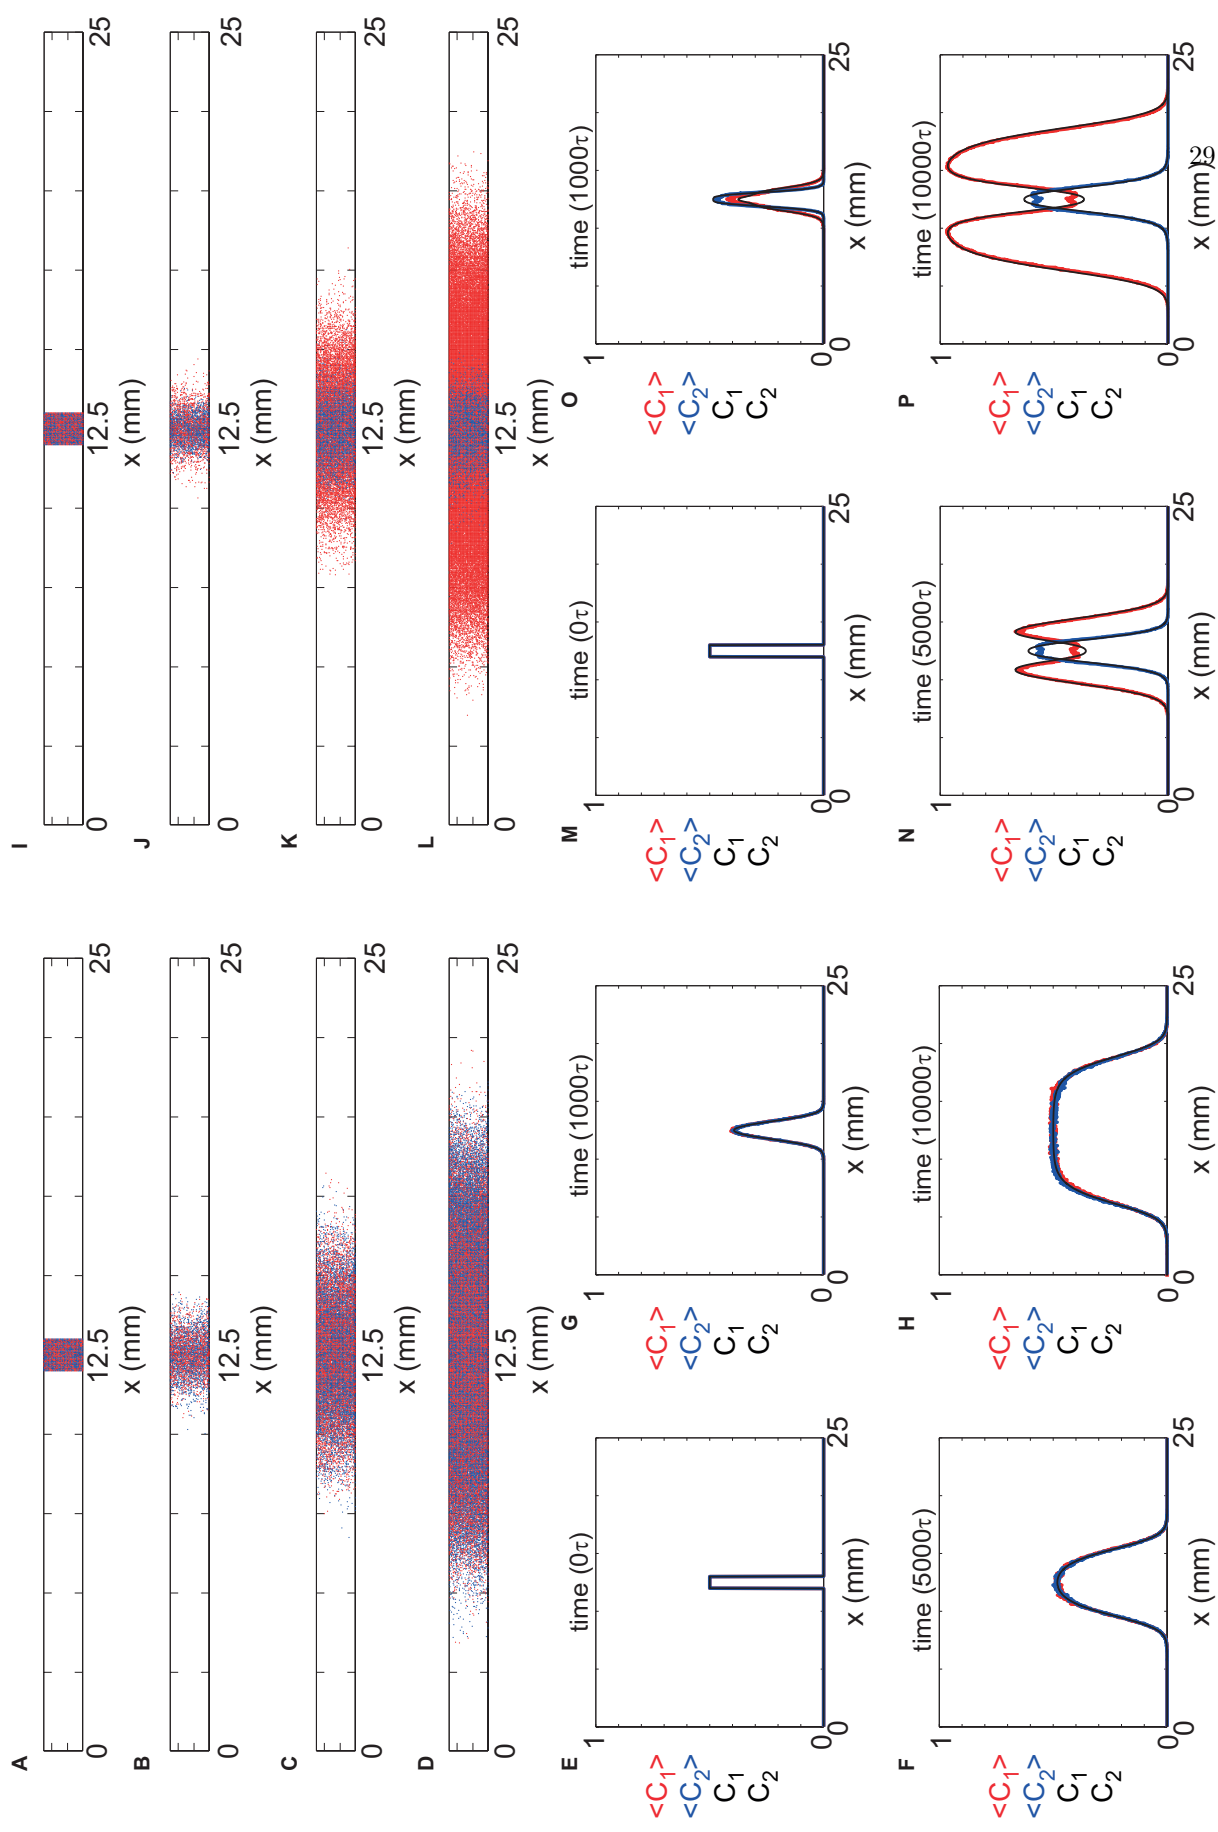 A
0
12.5
25
x (mm)
B
0
12.5
25
x (mm)
C
0
12.5
25
x (mm)
D
0
12.5
25
x (mm)
E
time (0τ)
<C1>
<C2>
C1
C2
1
0
0
25
x (mm)
G
time (1000τ)
<C1>
<C2>
C1
C2
1
0
0
25
x (mm)
F
time (5000τ)
<C1>
<C2>
C1
C2
1
0
0
25
x (mm)
H
time (10000τ)
<C1>
<C2>
C1
C2
1
0
0
25
x (mm)
I
0
12.5
25
x (mm)
J
0
12.5
25
x (mm)
K
0
12.5
25
x (mm)
L
0
12.5
25
x (mm)
M
time (0τ)
<C1>
<C2>
C1
C2
1
0
0
25
x (mm)
O
time (1000τ)
<C1>
<C2>
C1
C2
1
0
0
25
x (mm)
N
time (5000τ)
<C1>
<C2>
C1
C2
1
0
0
25
x (mm)
P
time (10000τ)
<C1>
<C2>
C1
C2
1
0
0
25
x (mm)
29